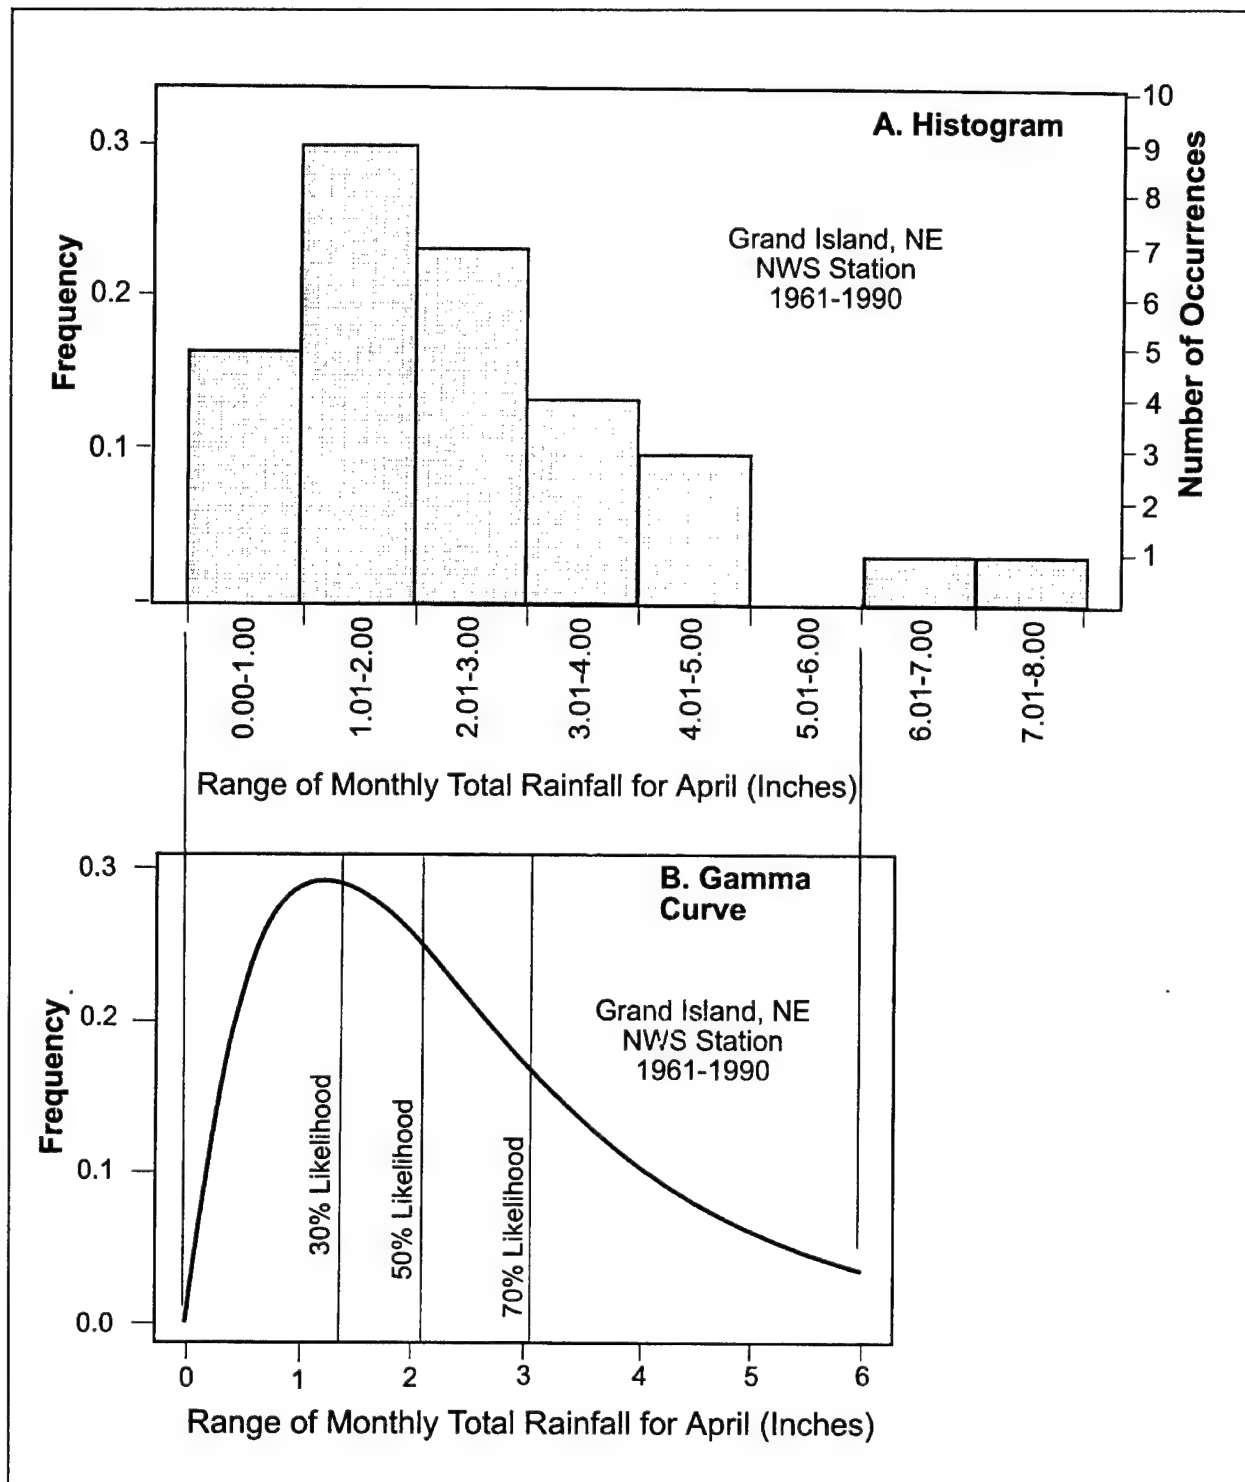 A. Histogram
Grand Island, NE
NWS Station
1961-1990
Frequency
0.3
0.2
0.1
Number of Occurrences
10
9
8
7
6
5
4
3
2
1
0.00-1.00
1.01-2.00
2.01-3.00
3.01-4.00
4.01-5.00
5.01-6.00
6.01-7.00
7.01-8.00
Range of Monthly Total Rainfall for April (Inches)
B. Gamma
Curve
Grand Island, NE
NWS Station
1961-1990
Frequency
0.3
0.2
0.1
0.0
30% Likelihood
50% Likelihood
70% Likelihood
0
1
2
3
4
5
6
Range of Monthly Total Rainfall for April (Inches)